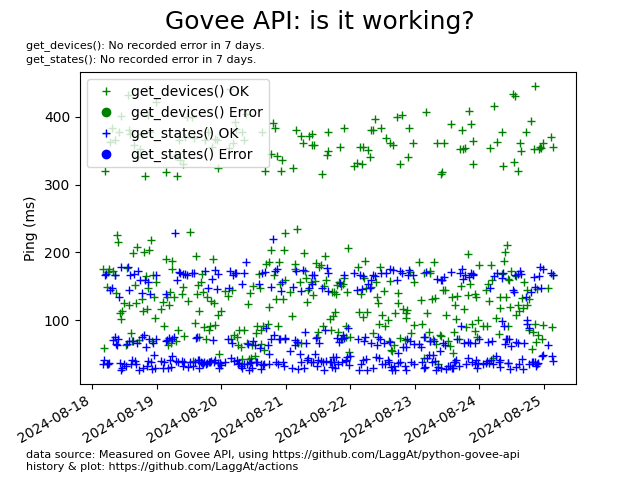 Govee API: is it working?
get_devices(): No recorded error in 7 days.
get_states(): No recorded error in 7 days.
get_devices() OK
get_devices() Error
get_states() OK
get_states() Error
Ping (ms)
400
300
200
100
2024-08-18
2024-08-19
2024-08-20
2024-08-21
2024-08-22
2024-08-23
2024-08-24
2024-08-25
data source: Measured on Govee API, using https://github.com/LaggAt/python-govee-api
history & plot: https://github.com/LaggAt/actions